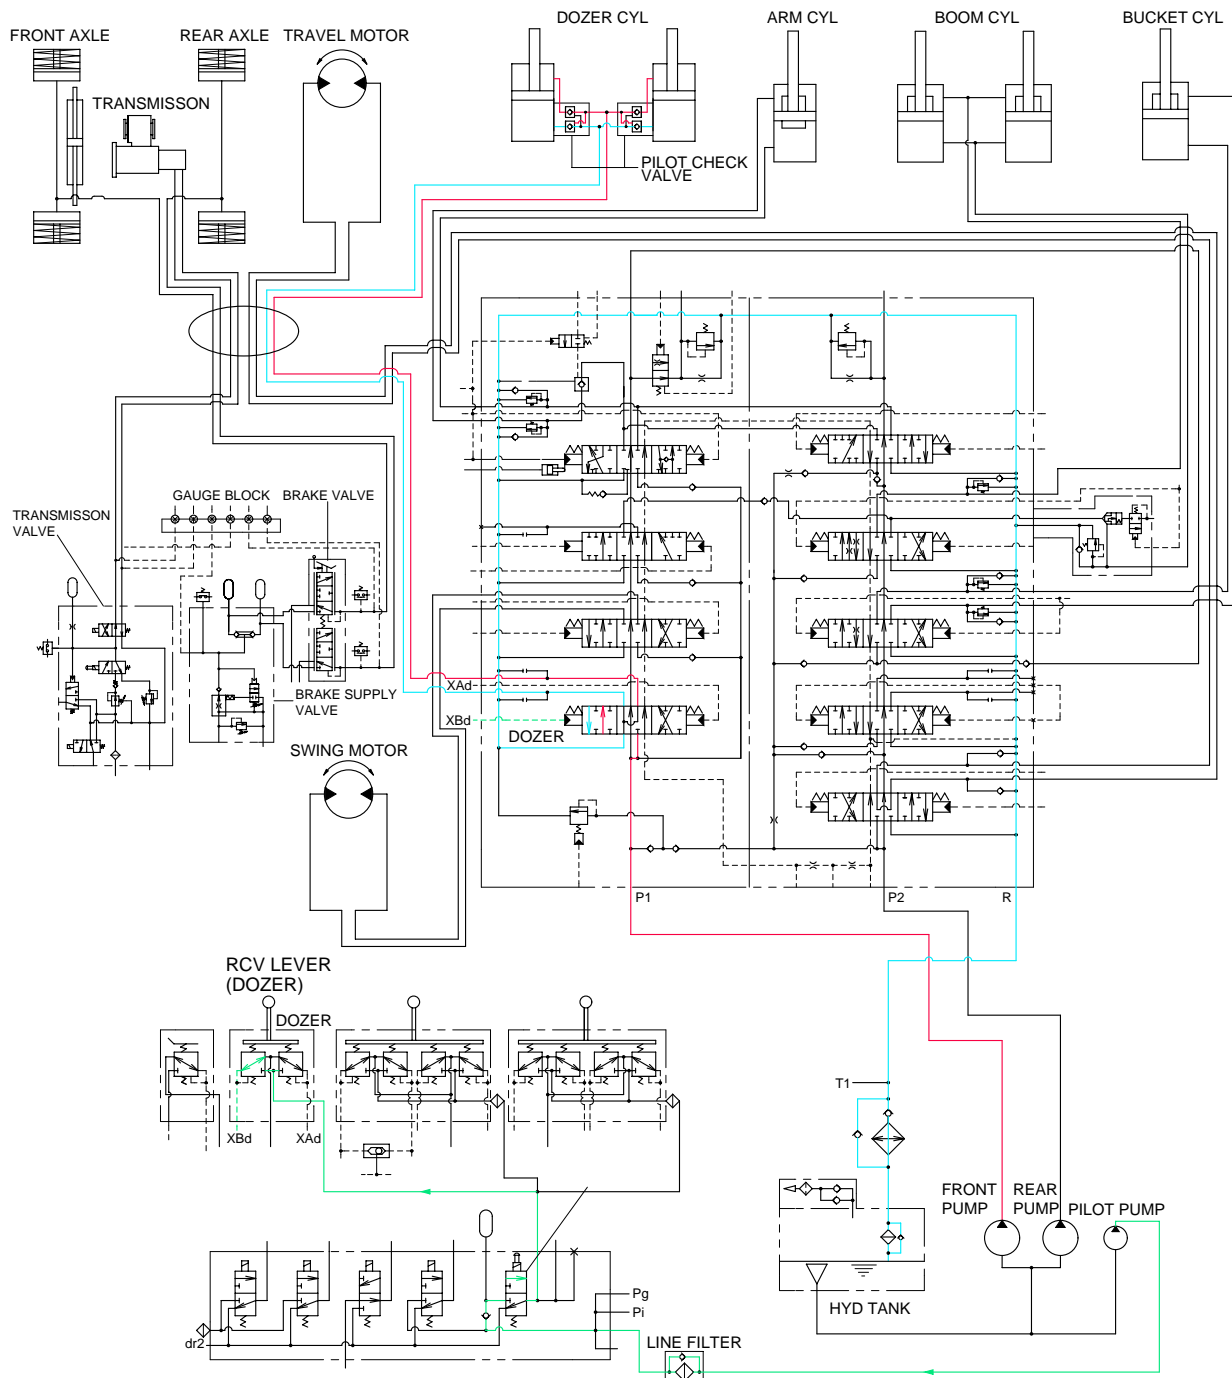 DOZER CYL
ARM CYL
BOOM CYL
BUCKET CYL
FRONT AXLE
REAR AXLE
TRAVEL MOTOR
TRANSMISSON
PILOT CHECK
VALVE
GAUGE BLOCK
BRAKE VALVE
TRANSMISSON
VALVE
BRAKE SUPPLY
VALVE
XAd
XBd
DOZER
SWING MOTOR
P1
P2
R
RCV LEVER
(DOZER)
DOZER
XBd
XAd
T1
FRONT
PUMP
REAR
PUMP
PILOT PUMP
HYD TANK
Pg
Pi
dr2
LINE FILTER